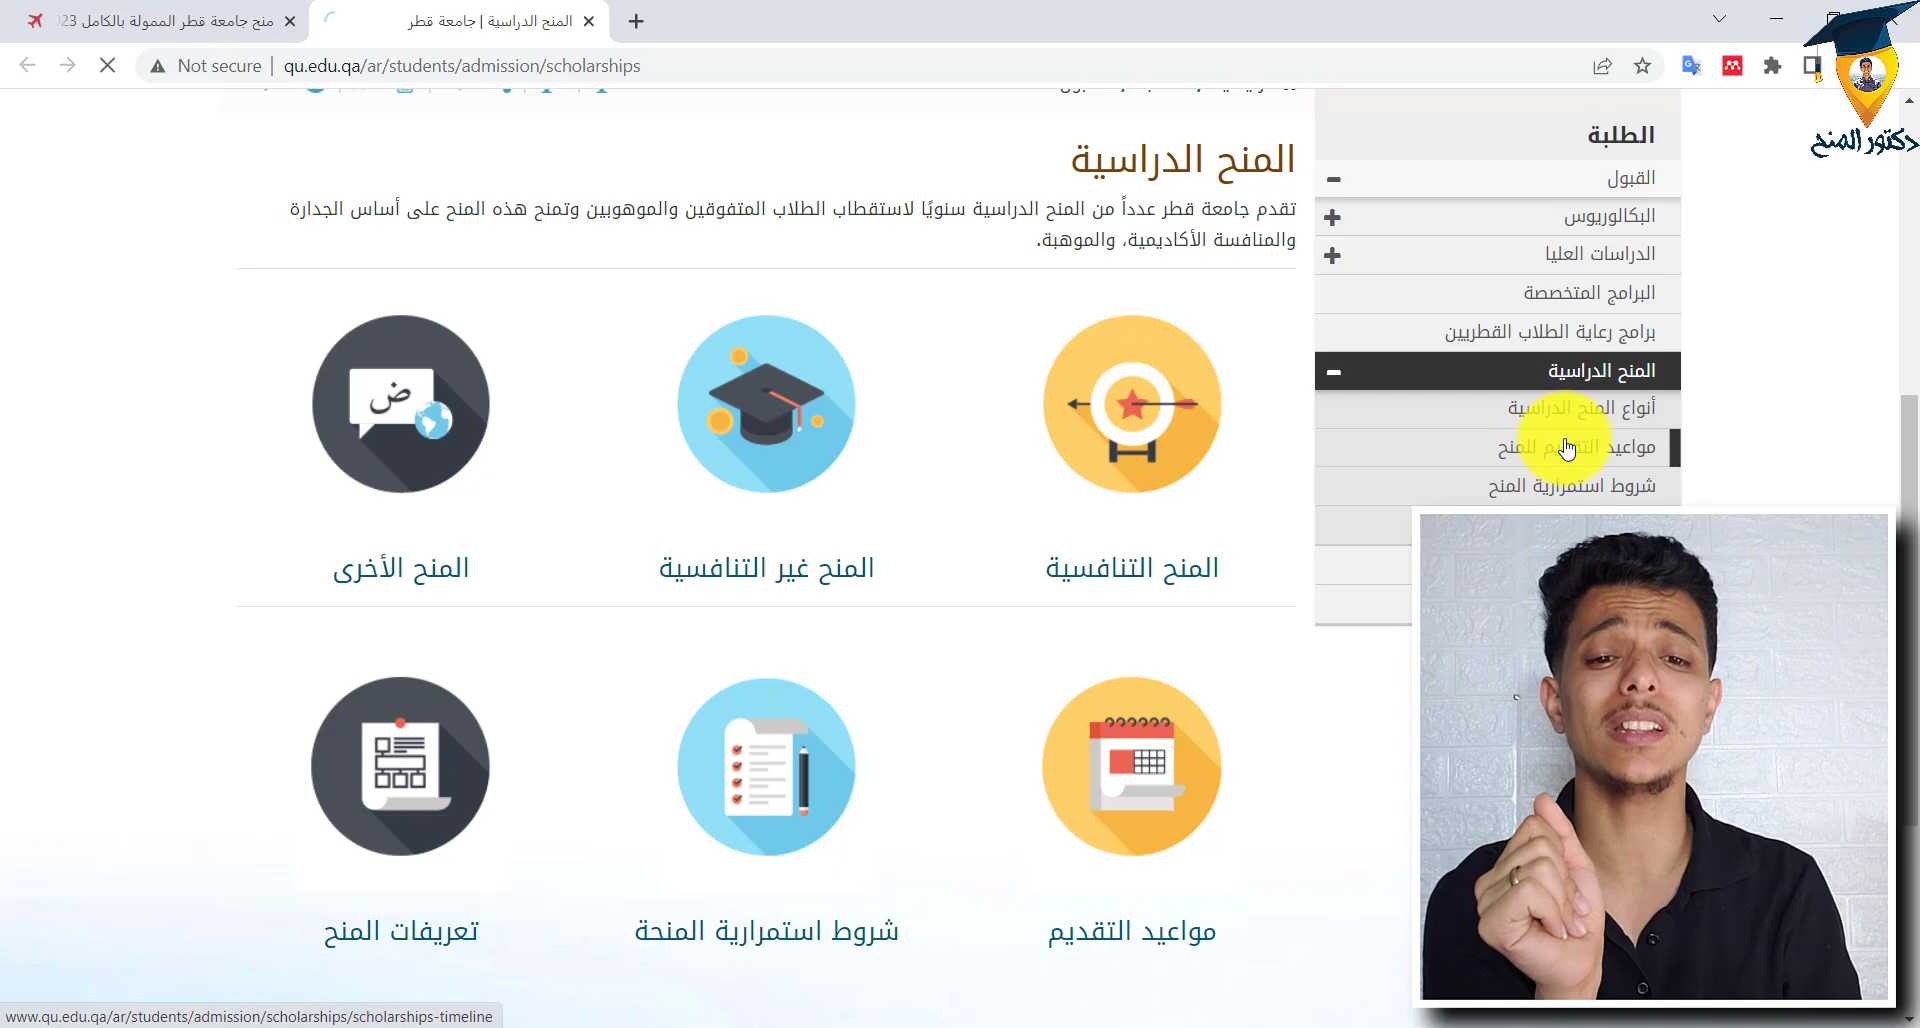 منح جامعة قطر الممولة بالكامل 023
المنح الدراسية | جامعة قطر
Not secure
qu.edu.qa/ar/students/admission/scholarships
دكتور المنح
الطلبة
القبول
البكالوريوس
الدراسات العليا
البرامج المتخصصة
برامج رعاية الطلاب القطريين
المنح الدراسية
أنواع المنح الدراسية
مواعيد التقديم للمنح
شروط استمرارية المنح
المنح الدراسية
تقدم جامعة قطر عدداً من المنح الدراسية سنويًا لاستقطاب الطلاب المتفوقين والموهوبين وتمنح هذه المنح على أساس الجدارة
والمنافسة الأكاديمية، والموهبة.
ض
المنح التنافسية
المنح غير التنافسية
المنح الأخرى
مواعيد التقديم
شروط استمرارية المنحة
تعريفات المنح
www.qu.edu.qa/ar/students/admission/scholarships/scholarships-timeline